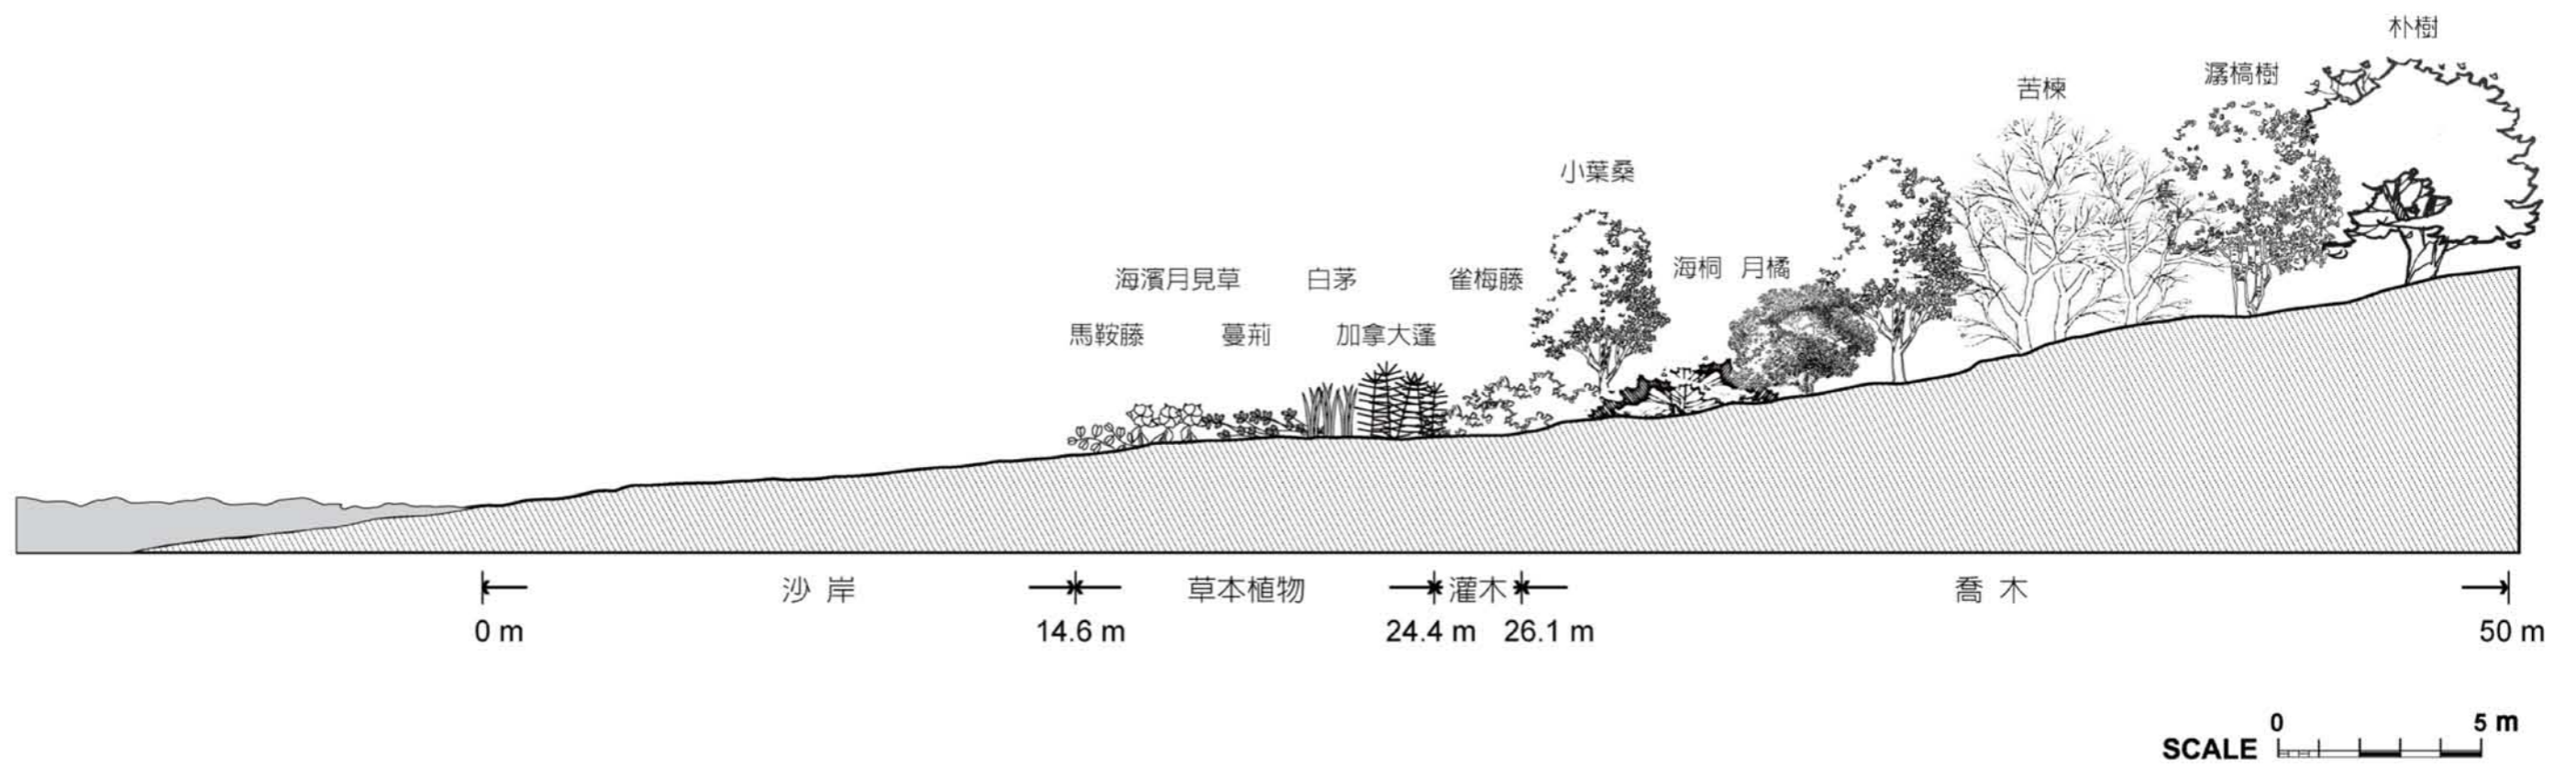 朴樹
潺槁樹
苦楝
小葉桑
海桐 月橘
海濱月見草 白茅 雀梅藤
馬鞍藤 蔓荊 加拿大蓬
沙岸 草本植物 灌木 喬木
0 m 14.6 m 24.4 m 26.1 m 50 m
0 5 m
SCALE